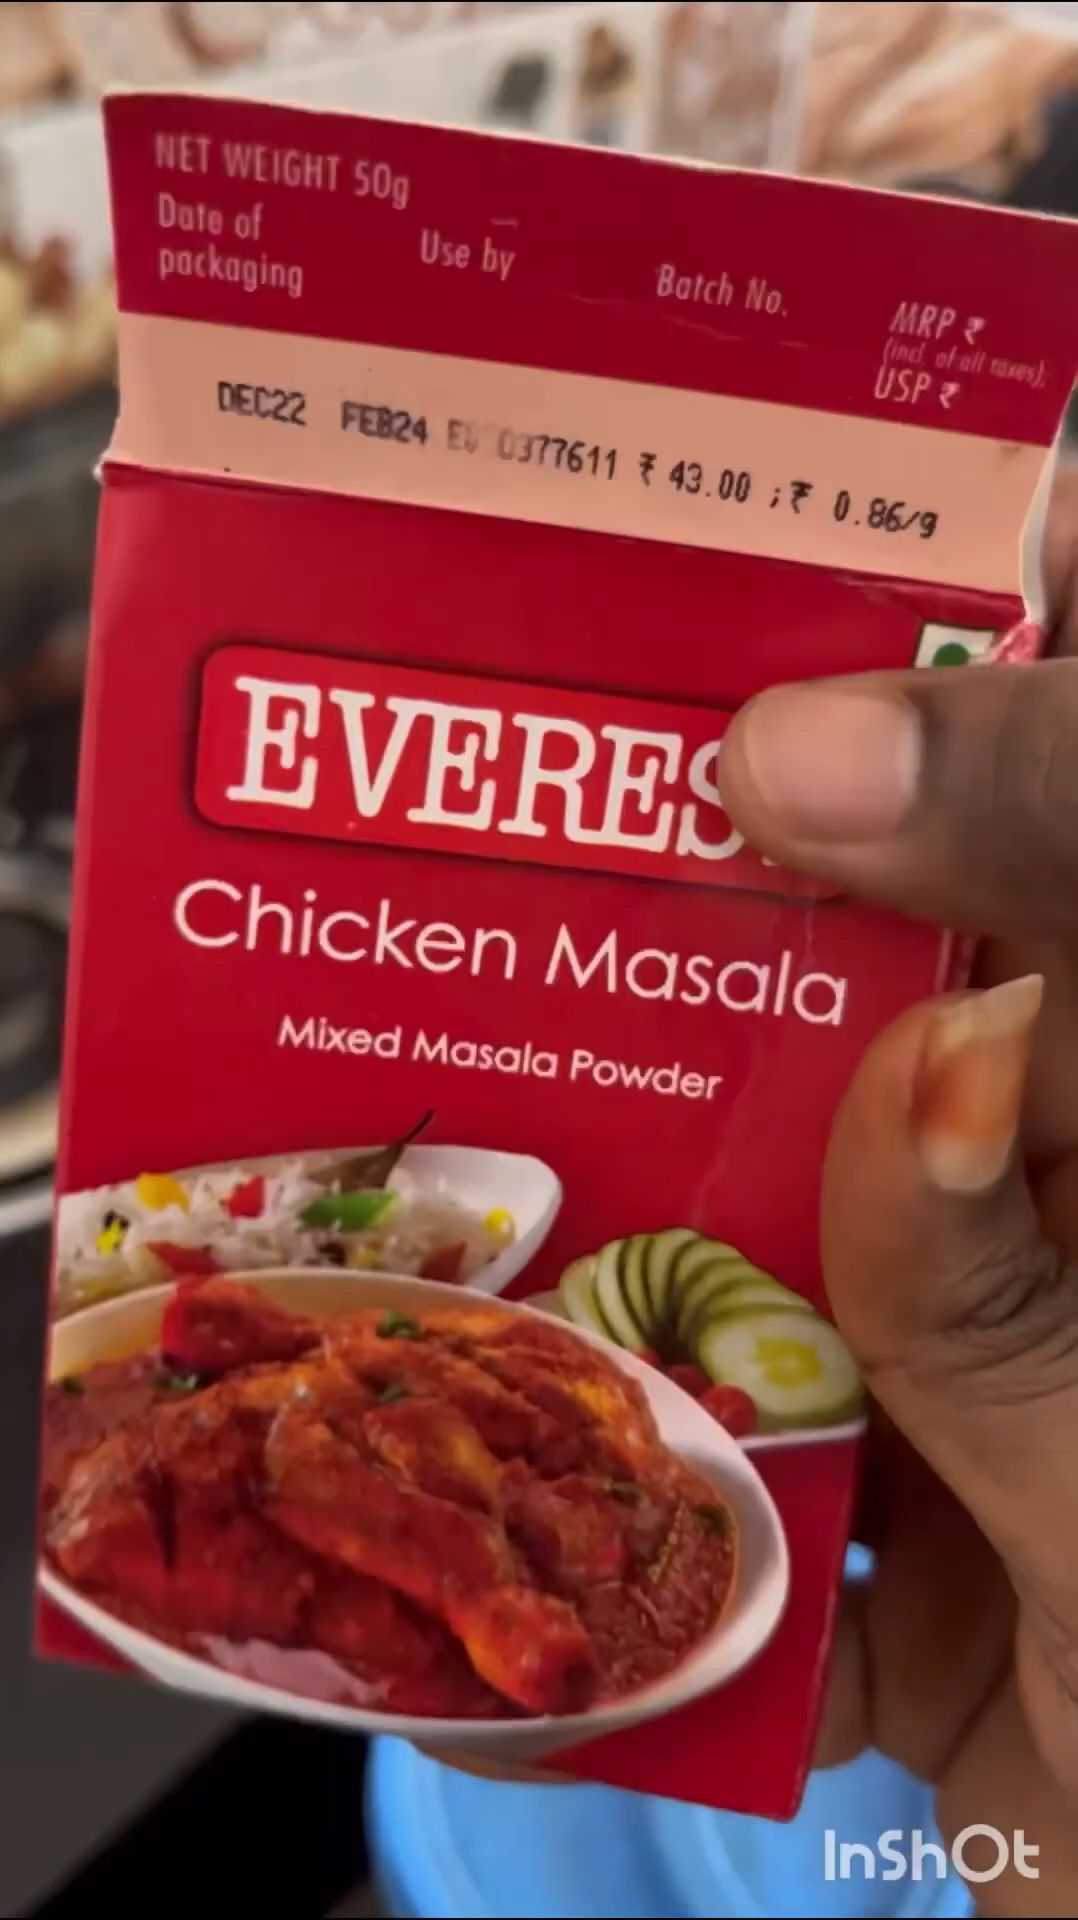 NET WEIGHT 50g
Date of
packaging
Use by
Batch No.
MRP ₹
(incl. of all taxes):
USP ₹
DEC22 FEB24 0377611 ₹ 43.00 ;₹ 0.86/g
EVERES
Chicken Masala
Mixed Masala Powder
InShOt